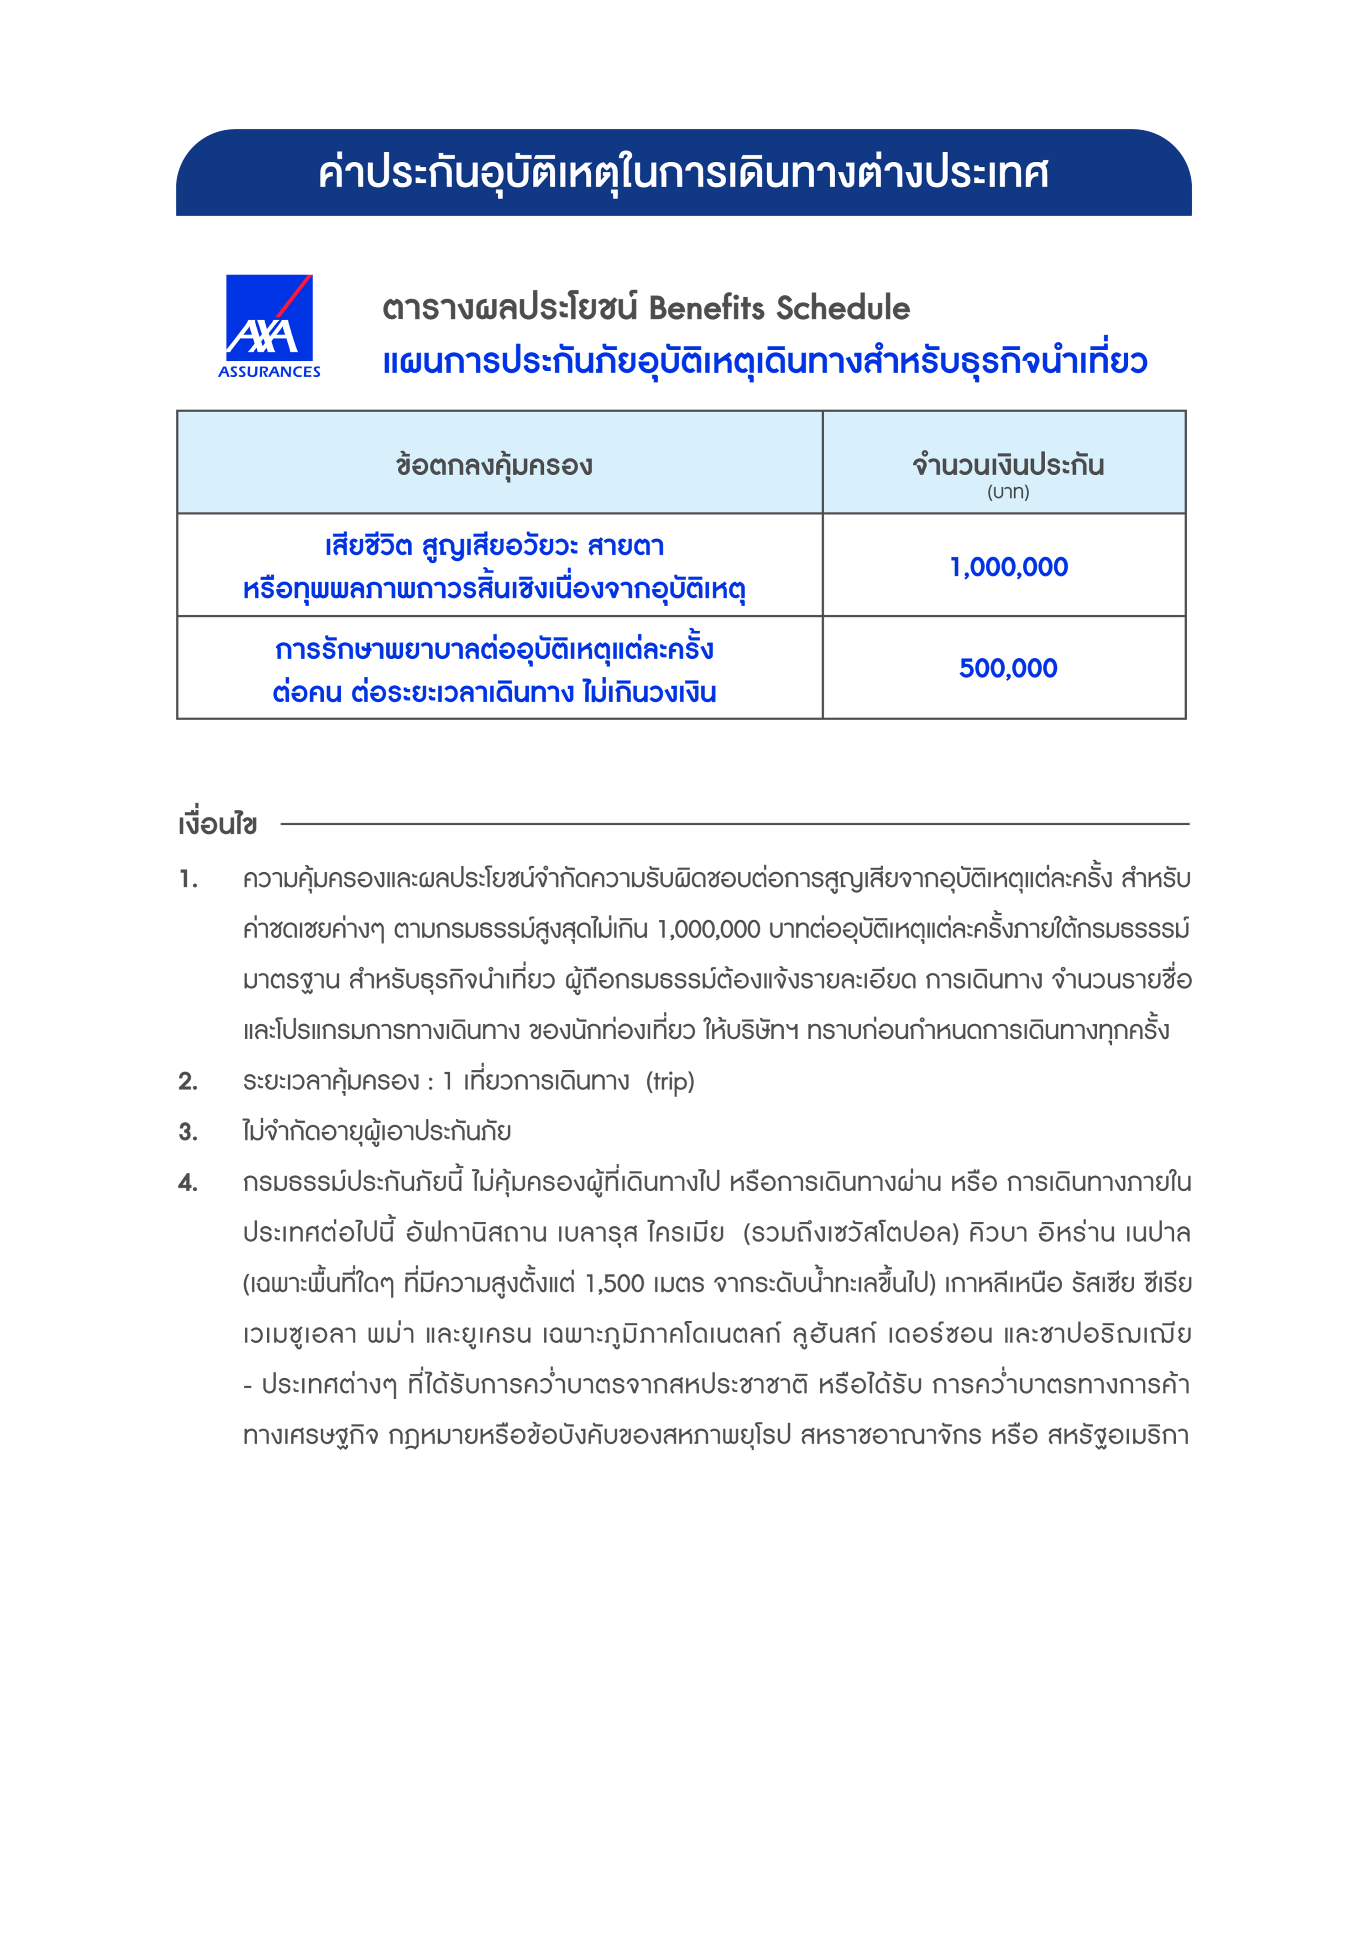 ค่าประกันอุบัติเหตุในการเดินทางต่างประเทศ
AXA
ASSURANCES
ตารางผลประโยชน์ Benefits Schedule
แผนการประกันภัยอุบัติเหตุเดินทางสำหรับธุรกิจนำเที่ยว
ข้อตกลงคุ้มครอง
จำนวนเงินประกัน
(บาท)
เสียชีวิต สูญเสียอวัยวะ สายตา
หรือทุพพลภาพถาวรสิ้นเชิงเนื่องจากอุบัติเหตุ
1,000,000
การรักษาพยาบาลต่ออุบัติเหตุแต่ละครั้ง
ต่อคน ต่อระยะเวลาเดินทาง ไม่เกินวงเงิน
500,000
เงื่อนไข
1. ความคุ้มครองและผลประโยชน์จำกัดความรับผิดชอบต่อการสูญเสียจากอุบัติเหตุแต่ละครั้ง สำหรับ
ค่าชดเชยค่างๆ ตามกรมธรรม์สูงสุดไม่เกิน 1,000,000 บาทต่ออุบัติเหตุแต่ละครั้งภายใต้กรมธรรรม์
มาตรฐาน สำหรับธุรกิจนำเที่ยว ผู้ถือกรมธรรม์ต้องแจ้งรายละเอียด การเดินทาง จำนวนรายชื่อ
และโปรแกรมการทางเดินทาง ของนักท่องเที่ยว ให้บริษัทฯ ทราบก่อนกำหนดการเดินทางทุกครั้ง
2. ระยะเวลาคุ้มครอง : 1 เที่ยวการเดินทาง (trip)
3. ไม่จำกัดอายุผู้เอาประกันภัย
4. กรมธรรม์ประกันภัยนี้ ไม่คุ้มครองผู้ที่เดินทางไป หรือการเดินทางผ่าน หรือ การเดินทางภายใน
ประเทศต่อไปนี้ อัฟกานิสถาน เบลารุส ไครเมีย (รวมถึงเซวัสโตปอล) คิวบา อิหร่าน เนปาล
(เฉพาะพื้นที่ใดๆ ที่มีความสูงตั้งแต่ 1,500 เมตร จากระดับน้ำทะเลขึ้นไป) เกาหลีเหนือ รัสเซีย ซีเรีย
เวเมซูเอลา พม่า และยูเครน เฉพาะภูมิภาคโดเนตลก์ ลูฮันสก์ เดอร์ซอน และซาปอริฌเฌีย
- ประเทศต่างๆ ที่ได้รับการคว่ำบาตรจากสหประชาชาติ หรือได้รับ การคว่ำบาตรทางการค้า
ทางเศรษฐกิจ กฎหมายหรือข้อบังคับของสหภาพยุโรป สหราชอาณาจักร หรือ สหรัฐอเมริกา